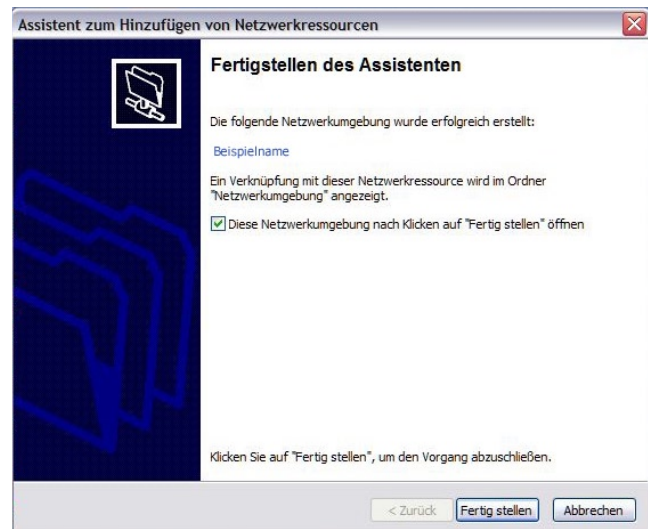 Assistent zum Hinzufügen von Netzwerkressourcen
Fertigstellen des Assistenten
Die folgende Netzwerkumgebung wurde erfolgreich erstellt:
Beispielname
Ein Verknüpfung mit dieser Netzwerkressource wird im Ordner
"Netzwerkumgebung" angezeigt.
Diese Netzwerkumgebung nach Klicken auf "Fertig stellen" öffnen
Klicken Sie auf "Fertig stellen", um den Vorgang abzuschließen.
< Zurück Fertig stellen Abbrechen